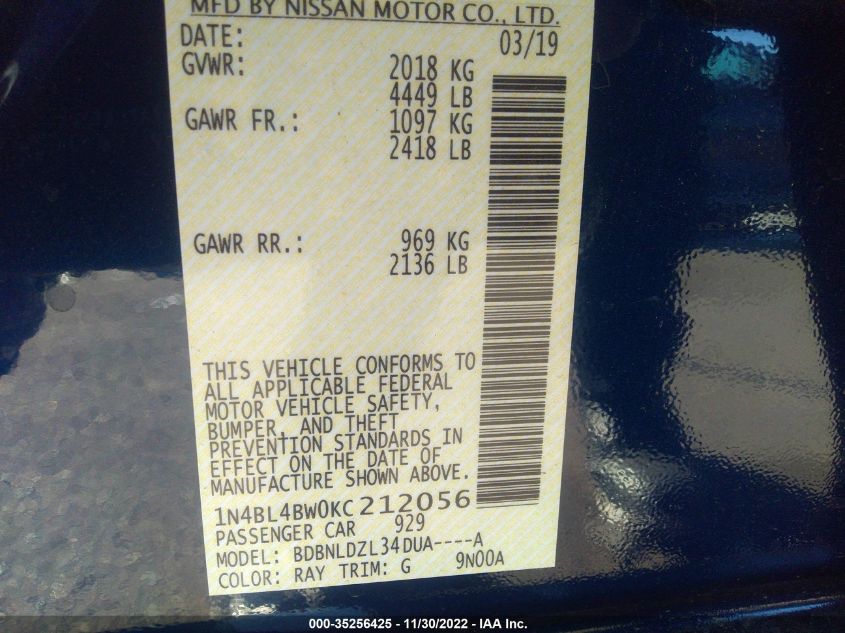 MFD BY NISSAN MOTOR CO., LTD.
DATE: 03/19
GVWR: 2018 KG
4449 LB
GAWR FR.: 1097 KG
2418 LB
GAWR RR.: 969 KG
2136 LB
THIS VEHICLE CONFORMS TO
ALL APPLICABLE FEDERAL
MOTOR VEHICLE SAFETY,
BUMPER, AND THEFT
PREVENTION STANDARDS IN
EFFECT ON THE DATE OF
MANUFACTURE SHOWN ABOVE.
1N4BL4BW0KC212056
PASSENGER CAR 929
MODEL: BDBNLDZL34DUA----A
COLOR: RAY TRIM: G 9N00A
000-35256425 - 11/30/2022 - IAA Inc.